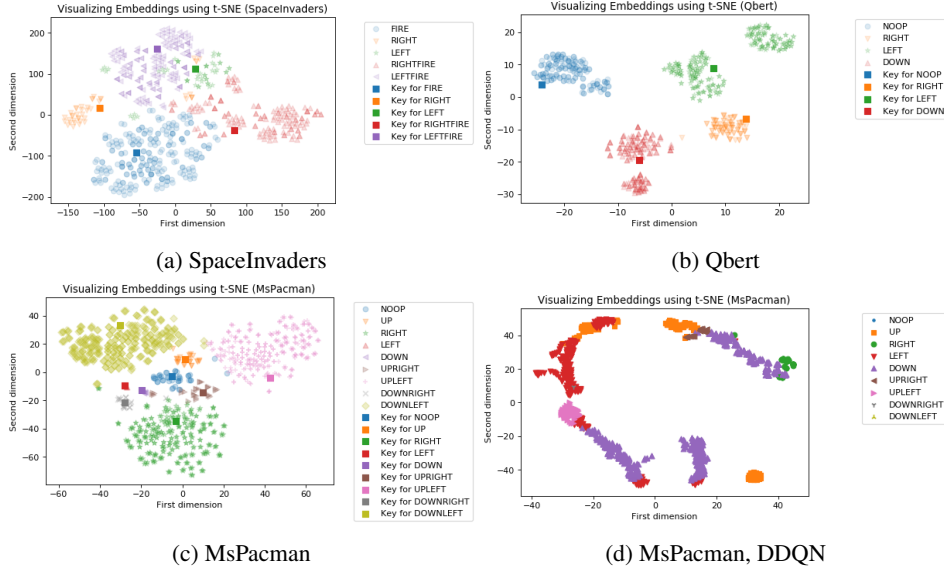 Visualizing Embeddings using t-SNE (SpaceInvaders)
Second dimension
200
100
0
−100
−200
−150
−100
−50
0
50
100
150
200
First dimension
FIRE
RIGHT
LEFT
RIGHTFIRE
LEFTFIRE
Key for FIRE
Key for RIGHT
Key for LEFT
Key for RIGHTFIRE
Key for LEFTFIRE
(a) SpaceInvaders
Visualizing Embeddings using t-SNE (Qbert)
Second dimension
20
10
0
−10
−20
−30
−20
−10
0
10
20
First dimension
NOOP
RIGHT
LEFT
DOWN
Key for NOOP
Key for RIGHT
Key for LEFT
Key for DOWN
(b) Qbert
Visualizing Embeddings using t-SNE (MsPacman)
Second dimension
40
20
0
−20
−40
−60
−60
−40
−20
0
20
40
60
First dimension
NOOP
UP
RIGHT
LEFT
DOWN
UPRIGHT
UPLEFT
DOWNRIGHT
DOWNLEFT
Key for NOOP
Key for UP
Key for RIGHT
Key for LEFT
Key for DOWN
Key for UPRIGHT
Key for UPLEFT
Key for DOWNRIGHT
Key for DOWNLEFT
(c) MsPacman
Visualizing Embeddings using t-SNE (MsPacman)
Second dimension
40
20
0
−20
−40
−40
−20
0
20
40
First dimension
NOOP
UP
RIGHT
LEFT
DOWN
UPRIGHT
UPLEFT
DOWNRIGHT
DOWNLEFT
(d) MsPacman, DDQN